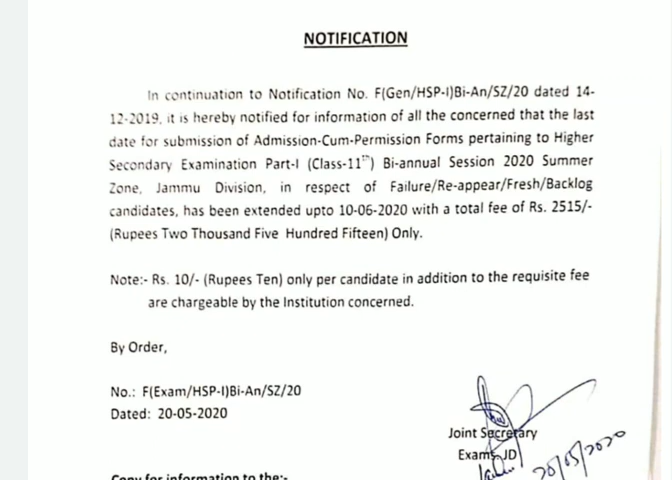 NOTIFICATION
In continuation to Notification No. F(Gen/HSP-I)Bi-An/SZ/20 dated 14-
12-2019, it is hereby notified for information of all the concerned that the last
date for submission of Admission-Cum-Permission Forms pertaining to Higher
Secondary Examination Part-I (Class-11th) Bi-annual Session 2020 Summer
Zone, Jammu Division, in respect of Failure/Re-appear/Fresh/Backlog
candidates, has been extended upto 10-06-2020 with a total fee of Rs. 2515/-
(Rupees Two Thousand Five Hundred Fifteen) Only.
Note:- Rs. 10/- (Rupees Ten) only per candidate in addition to the requisite fee
are chargeable by the Institution concerned.
By Order,
No.: F(Exam/HSP-I)Bi-An/SZ/20
Dated: 20-05-2020
Joint Secretary
Exams JD
20/05/2020
Copy for information to the:-